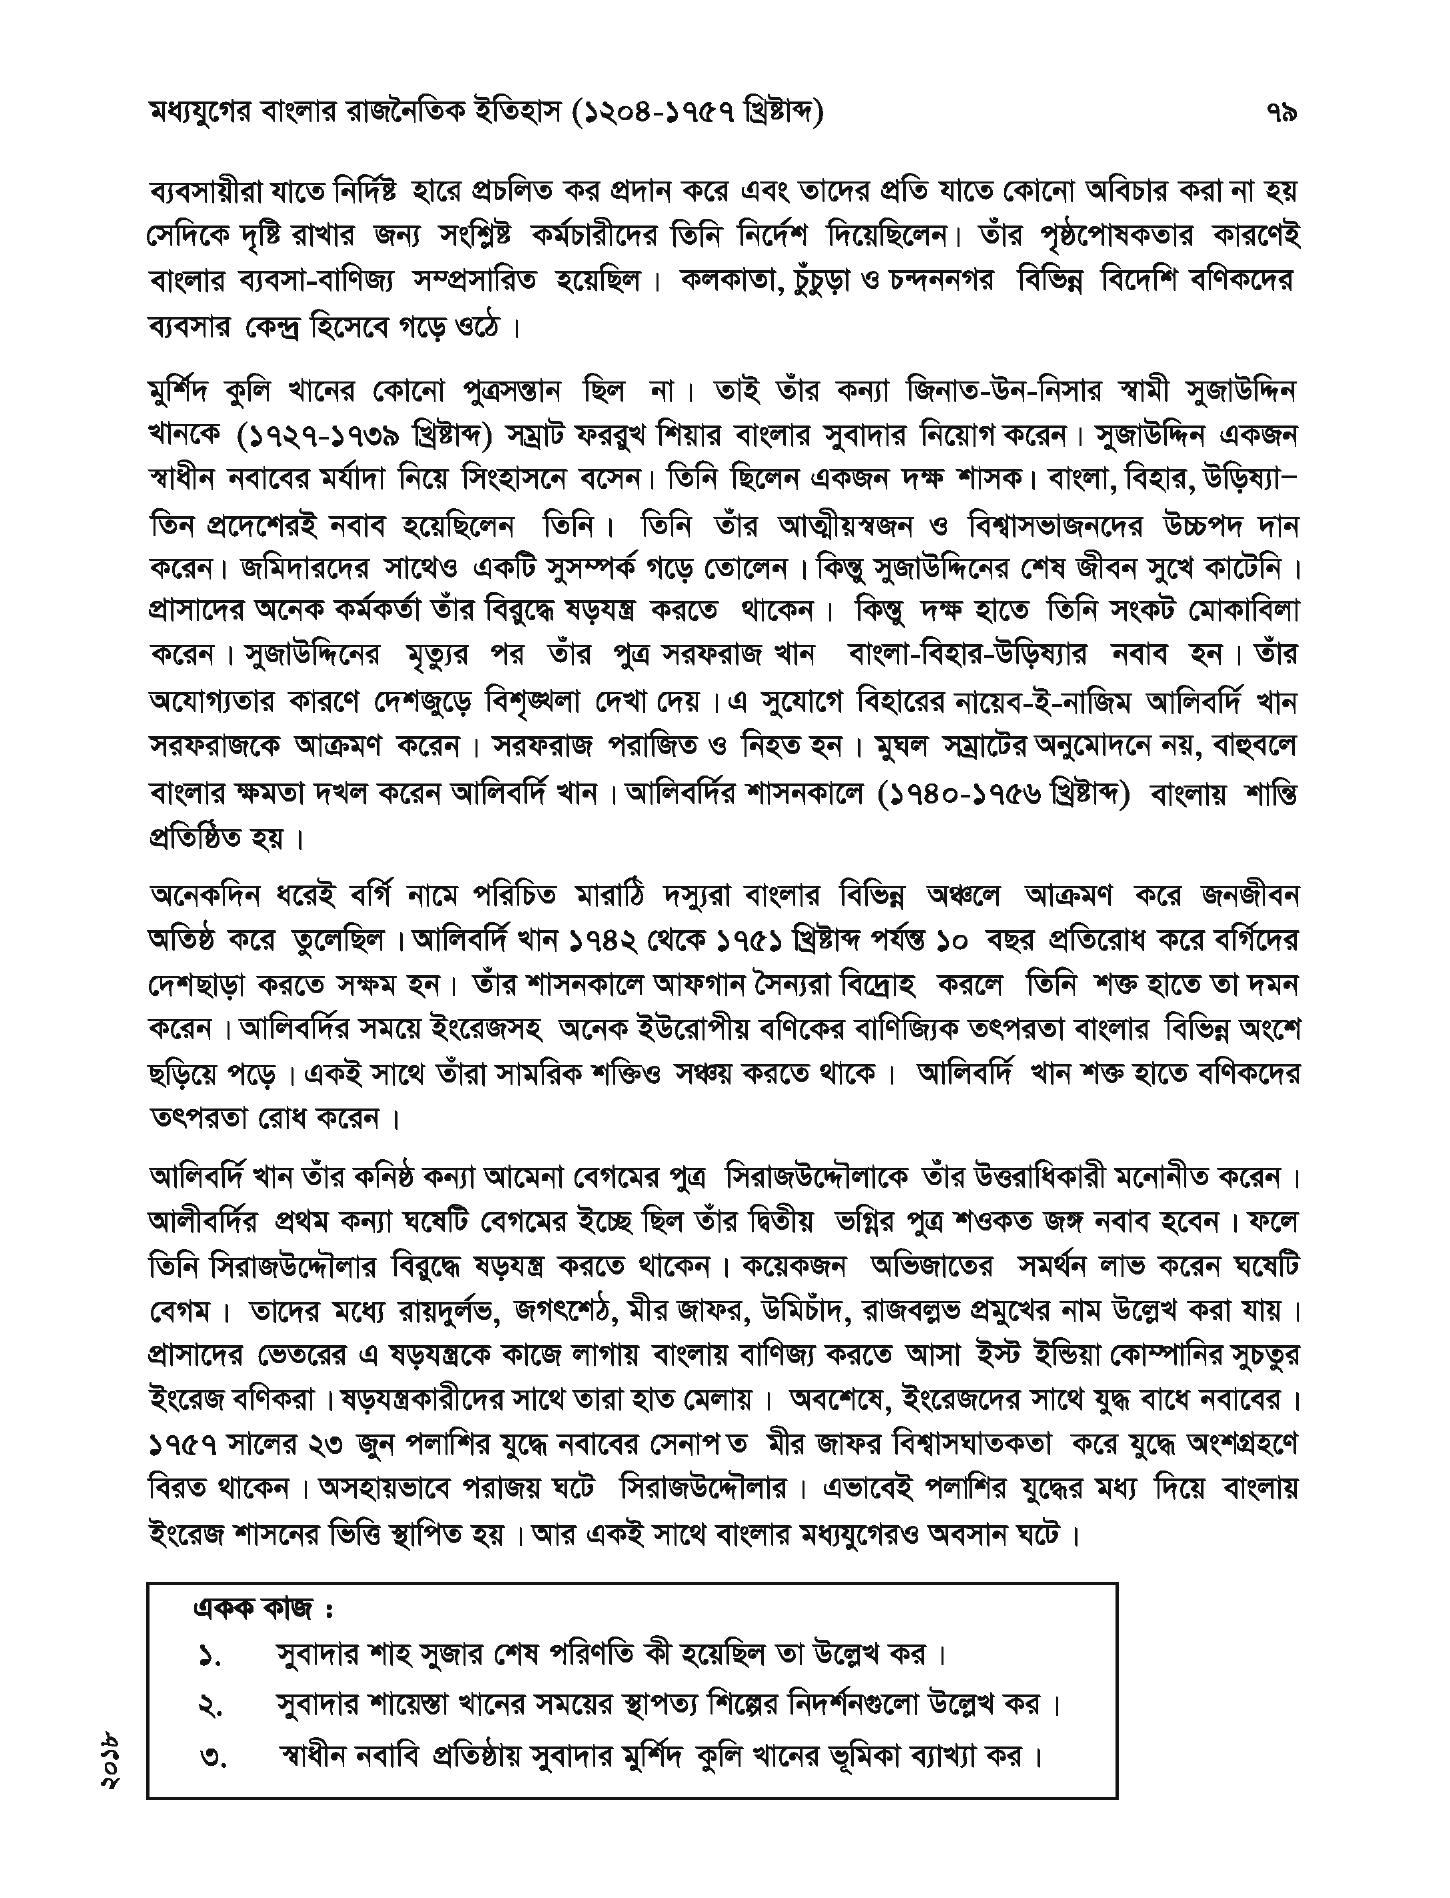 মধ্যযুগের বাংলার রাজনৈতিক ইতিহাস (১২০৪-১৭৫৭ খ্রিষ্টাব্দ) ৭৯
ব্যবসায়ীরা যাতে নির্দিষ্ট হারে প্রচলিত কর প্রদান করে এবং তাদের প্রতি যাতে কোনো অবিচার করা না হয়
সেদিকে দৃষ্টি রাখার জন্য সংশ্লিষ্ট কর্মচারীদের তিনি নির্দেশ দিয়েছিলেন। তাঁর পৃষ্ঠপোষকতার কারণেই
বাংলার ব্যবসা-বাণিজ্য সম্প্রসারিত হয়েছিল। কলকাতা, চুঁচুড়া ও চন্দননগর বিভিন্ন বিদেশি বণিকদের
ব্যবসার কেন্দ্র হিসেবে গড়ে ওঠে।
মুর্শিদ কুলি খানের কোনো পুত্রসন্তান ছিল না। তাই তাঁর কন্যা জিনাত-উন-নিসার স্বামী সুজাউদ্দিন
খানকে (১৭২৭-১৭৩৯ খ্রিষ্টাব্দ) সম্রাট ফররুখ শিয়ার বাংলার সুবাদার নিয়োগ করেন। সুজাউদ্দিন একজন
স্বাধীন নবাবের মর্যাদা নিয়ে সিংহাসনে বসেন। তিনি ছিলেন একজন দক্ষ শাসক। বাংলা, বিহার, উড়িষ্যা–
তিন প্রদেশেরই নবাব হয়েছিলেন তিনি। তিনি তাঁর আত্মীয়স্বজন ও বিশ্বাসভাজনদের উচ্চপদ দান
করেন। জমিদারদের সাথেও একটি সুসম্পর্ক গড়ে তোলেন। কিন্তু সুজাউদ্দিনের শেষ জীবন সুখে কাটেনি।
প্রাসাদের অনেক কর্মকর্তা তাঁর বিরুদ্ধে ষড়যন্ত্র করতে থাকেন। কিন্তু দক্ষ হাতে তিনি সংকট মোকাবিলা
করেন। সুজাউদ্দিনের মৃত্যুর পর তাঁর পুত্র সরফরাজ খান বাংলা-বিহার-উড়িষ্যার নবাব হন। তাঁর
অযোগ্যতার কারণে দেশজুড়ে বিশৃঙ্খলা দেখা দেয়। এ সুযোগে বিহারের নায়েব-ই-নাজিম আলিবর্দি খান
সরফরাজকে আক্রমণ করেন। সরফরাজ পরাজিত ও নিহত হন। মুঘল সম্রাটের অনুমোদনে নয়, বাহুবলে
বাংলার ক্ষমতা দখল করেন আলিবর্দি খান। আলিবর্দির শাসনকালে (১৭৪০-১৭৫৬ খ্রিষ্টাব্দ) বাংলায় শান্তি
প্রতিষ্ঠিত হয়।
অনেকদিন ধরেই বর্গি নামে পরিচিত মারাঠি দস্যুরা বাংলার বিভিন্ন অঞ্চলে আক্রমণ করে জনজীবন
অতিষ্ঠ করে তুলেছিল। আলিবর্দি খান ১৭৪২ থেকে ১৭৫১ খ্রিষ্টাব্দ পর্যন্ত ১০ বছর প্রতিরোধ করে বর্গিদের
দেশছাড়া করতে সক্ষম হন। তাঁর শাসনকালে আফগান সৈন্যরা বিদ্রোহ করলে তিনি শক্ত হাতে তা দমন
করেন। আলিবর্দির সময়ে ইংরেজসহ অনেক ইউরোপীয় বণিকের বাণিজ্যিক তৎপরতা বাংলার বিভিন্ন অংশে
ছড়িয়ে পড়ে। একই সাথে তাঁরা সামরিক শক্তিও সঞ্চয় করতে থাকে। আলিবর্দি খান শক্ত হাতে বণিকদের
তৎপরতা রোধ করেন।
আলিবর্দি খান তাঁর কনিষ্ঠ কন্যা আমেনা বেগমের পুত্র সিরাজউদ্দৌলাকে তাঁর উত্তরাধিকারী মনোনীত করেন।
আলীবর্দির প্রথম কন্যা ঘষেটি বেগমের ইচ্ছে ছিল তাঁর দ্বিতীয় ভগ্নির পুত্র শওকত জঙ্গ নবাব হবেন। ফলে
তিনি সিরাজউদ্দৌলার বিরুদ্ধে ষড়যন্ত্র করতে থাকেন। কয়েকজন অভিজাতের সমর্থন লাভ করেন ঘষেটি
বেগম। তাদের মধ্যে রায়দুর্লভ, জগৎশেঠ, মীর জাফর, উমিচাঁদ, রাজবল্লভ প্রমুখের নাম উল্লেখ করা যায়।
প্রাসাদের ভেতরের এ ষড়যন্ত্রকে কাজে লাগায় বাংলায় বাণিজ্য করতে আসা ইস্ট ইন্ডিয়া কোম্পানির সুচতুর
ইংরেজ বণিকরা। ষড়যন্ত্রকারীদের সাথে তারা হাত মেলায়। অবশেষে, ইংরেজদের সাথে যুদ্ধ বাধে নবাবের।
১৭৫৭ সালের ২৩ জুন পলাশির যুদ্ধে নবাবের সেনাপ ত মীর জাফর বিশ্বাসঘাতকতা করে যুদ্ধে অংশগ্রহণে
বিরত থাকেন। অসহায়ভাবে পরাজয় ঘটে সিরাজউদ্দৌলার। এভাবেই পলাশির যুদ্ধের মধ্য দিয়ে বাংলায়
ইংরেজ শাসনের ভিত্তি স্থাপিত হয়। আর একই সাথে বাংলার মধ্যযুগেরও অবসান ঘটে।
একক কাজ :
১. সুবাদার শাহ সুজার শেষ পরিণতি কী হয়েছিল তা উল্লেখ কর।
২. সুবাদার শায়েস্তা খানের সময়ের স্থাপত্য শিল্পের নিদর্শনগুলো উল্লেখ কর।
৩. স্বাধীন নবাবি প্রতিষ্ঠায় সুবাদার মুর্শিদ কুলি খানের ভূমিকা ব্যাখ্যা কর।
২০১৮